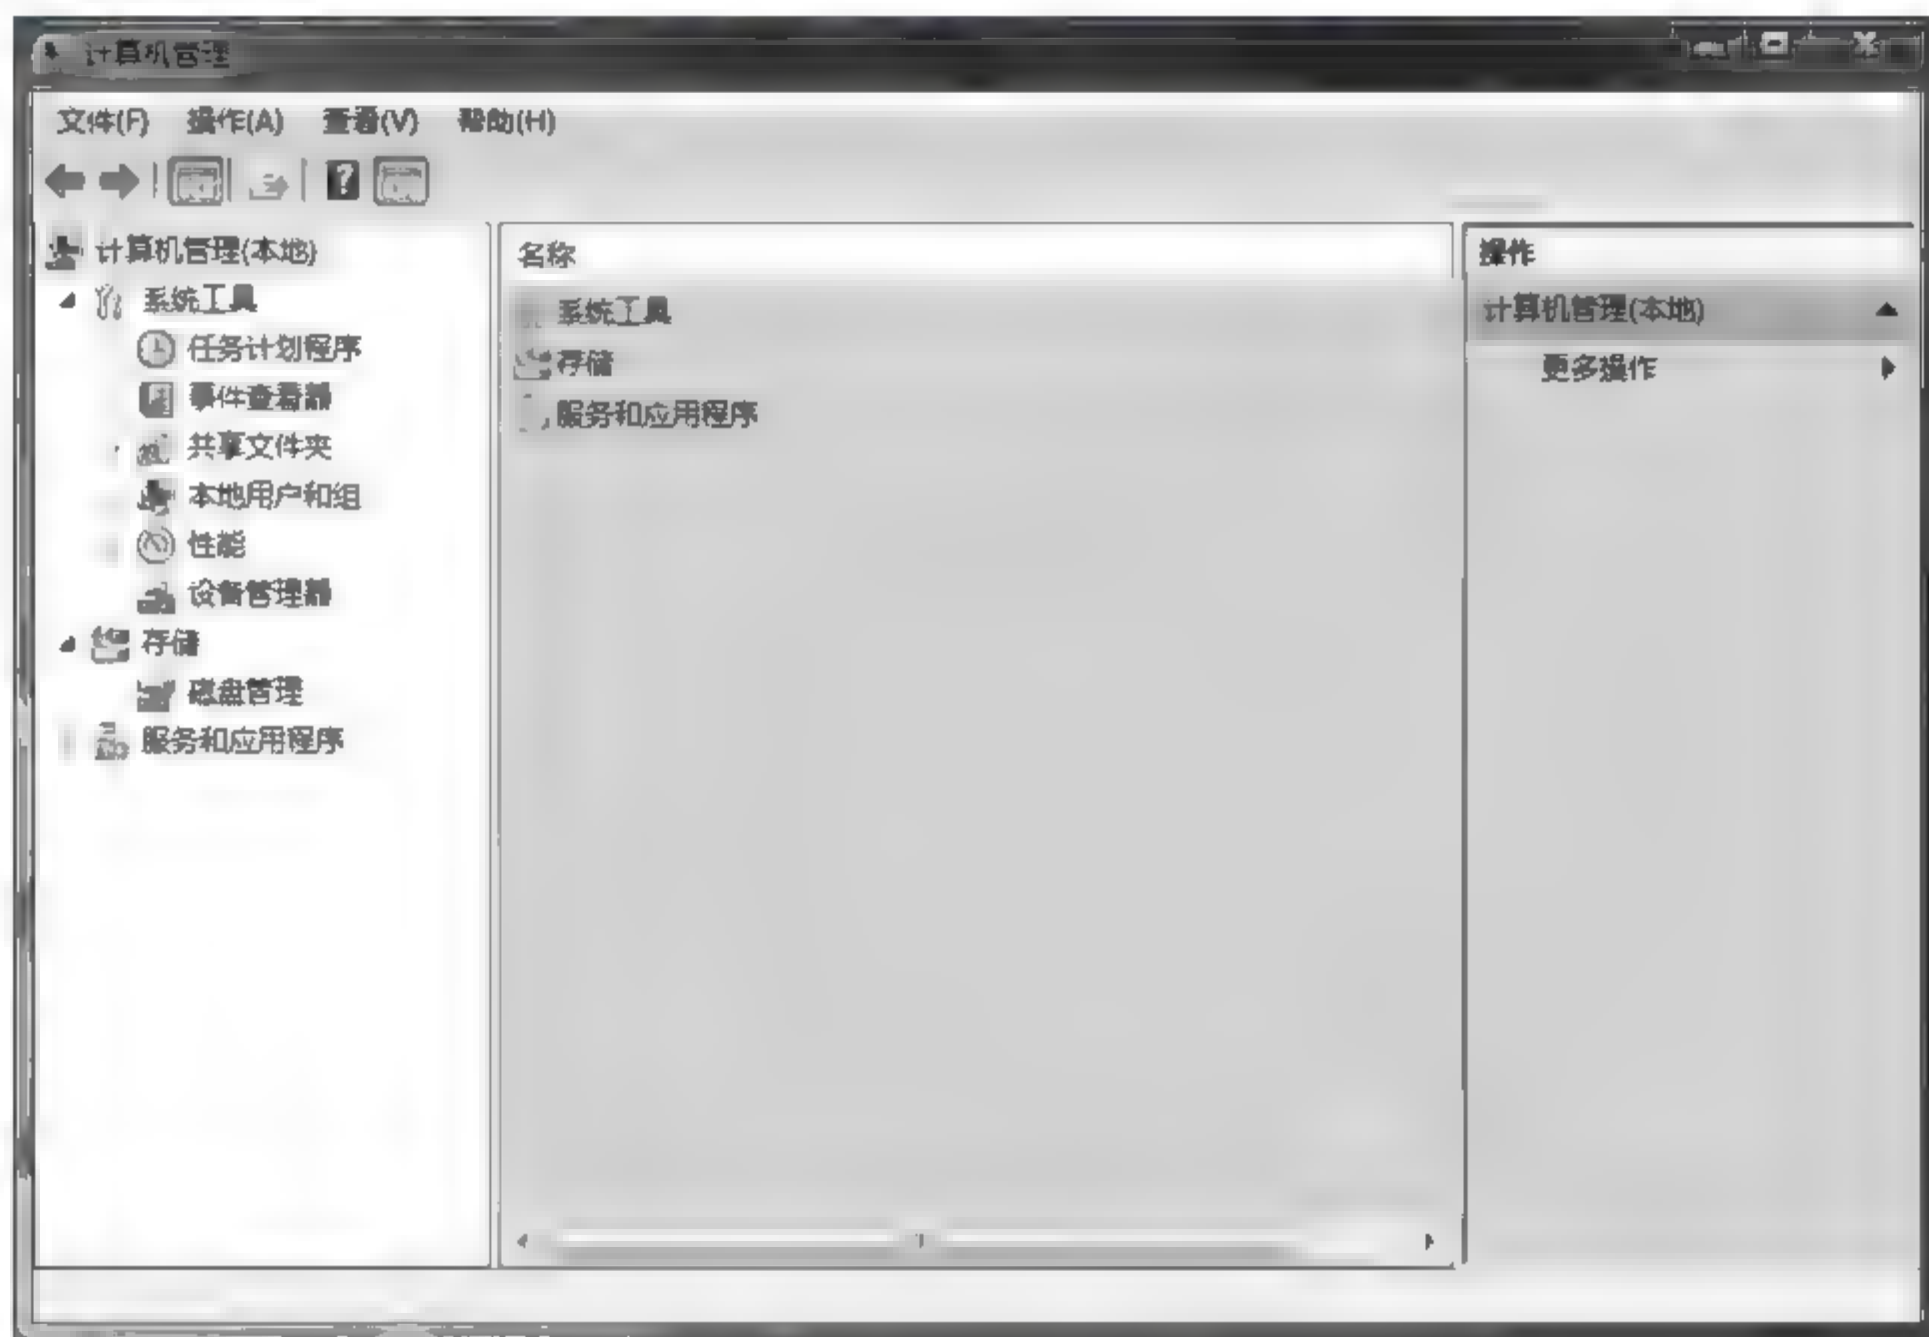 计算机管理
文件(F) 操作(A) 查看(V) 帮助(H)
计算机管理(本地)
系统工具
任务计划程序
事件查看器
共享文件夹
本地用户和组
性能
设备管理器
存储
磁盘管理
服务和应用程序
名称
系统工具
存储
服务和应用程序
操作
计算机管理(本地)
更多操作